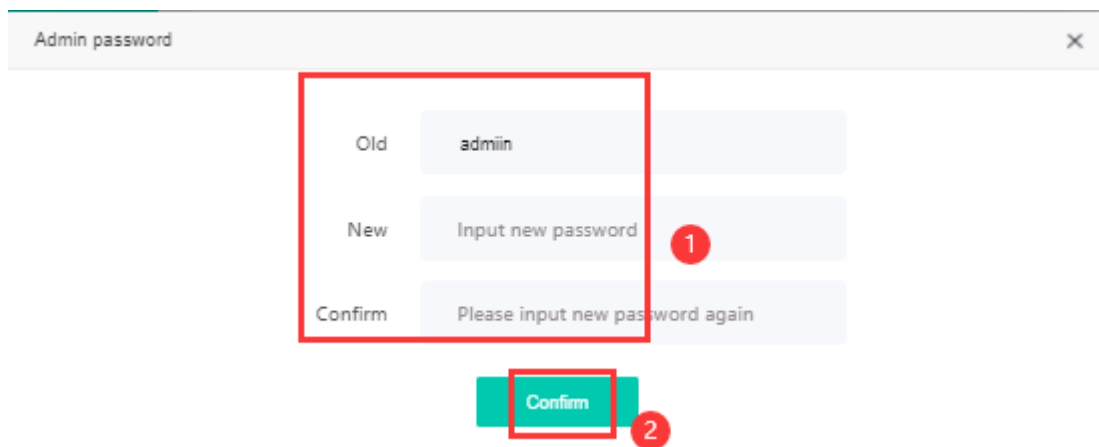 Admin password
Old admiin
New Input new password
1
Confirm Please input new password again
Confirm
2